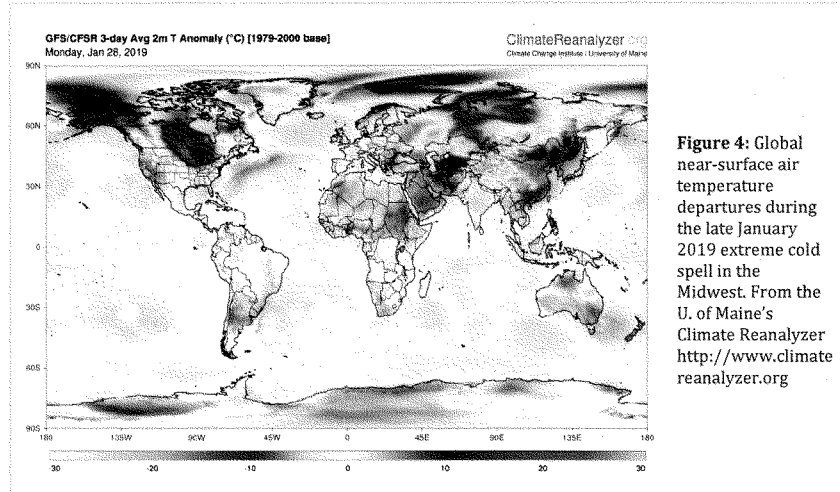 GFS/CFSR 3-day Avg 2m T Anomaly (°C) [1979-2000 base]
Monday, Jan 28, 2019
ClimateReanalyzer.org
Climate Change Institute | University of Maine
90N
60N
30N
0
30S
60S
90S
180 135W 90W 45W 0 45E 90E 135E 180
-30 -20 -10 0 10 20 30
Figure 4: Global
near-surface air
temperature
departures during
the late January
2019 extreme cold
spell in the
Midwest. From the
U. of Maine's
Climate Reanalyzer
http://www.climate
reanalyzer.org